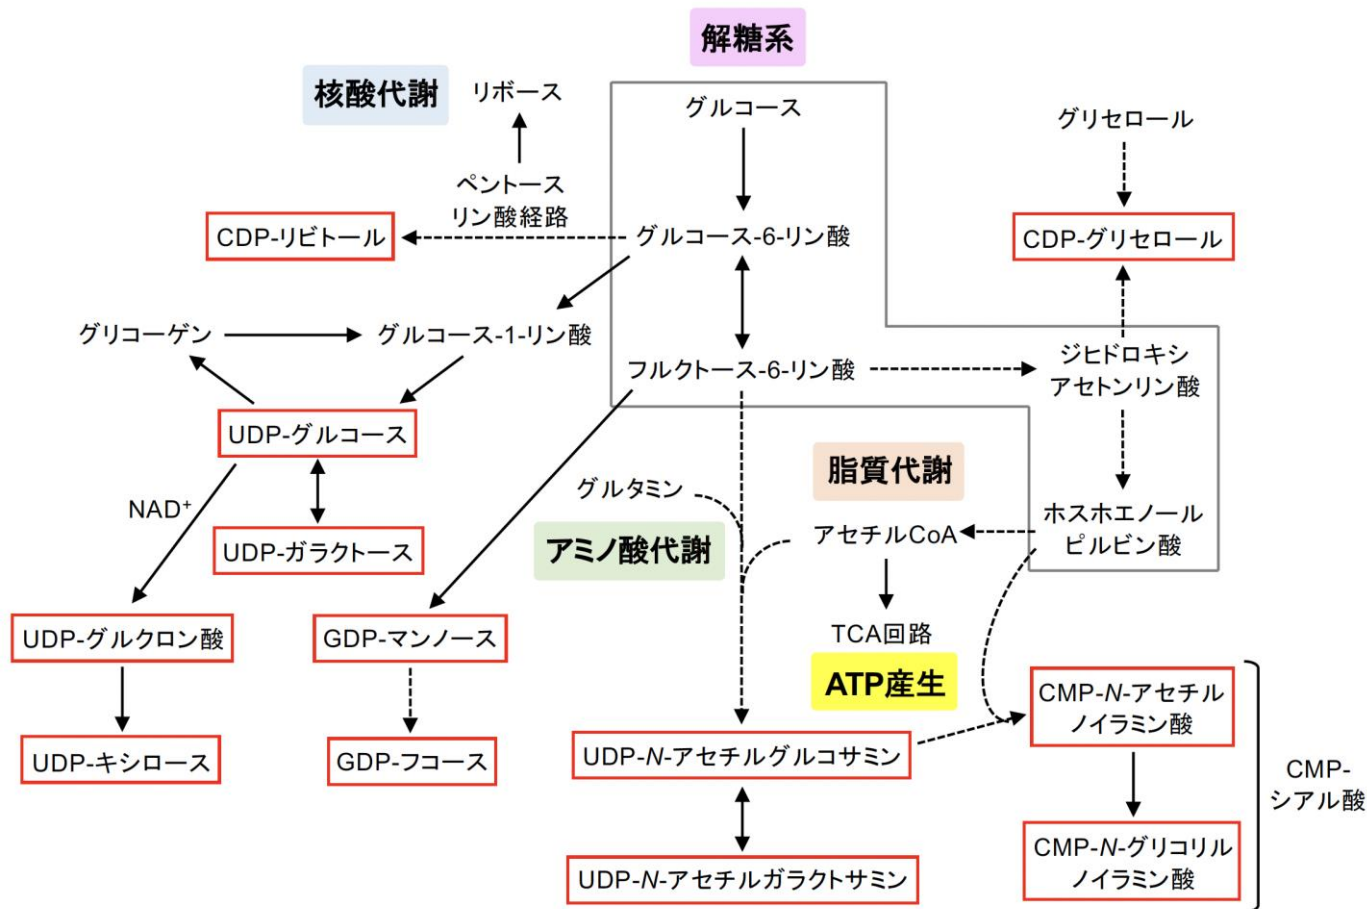 解糖系
核酸代謝
リボース
グルコース
グリセロール
ペントース
リン酸経路
CDP-リビトール
グルコース-6-リン酸
CDP-グリセロール
グリコーゲン
グルコース-1-リン酸
フルクトース-6-リン酸
ジヒドロキシ
アセトンリン酸
UDP-グルコース
脂質代謝
グルタミン
NAD⁺
アミノ酸代謝
アセチルCoA
ホスホエノール
ピルビン酸
UDP-ガラクトース
UDP-グルクロン酸
GDP-マンノース
TCA回路
ATP産生
CMP-N-アセチル
ノイラミン酸
UDP-キシロース
GDP-フコース
UDP-N-アセチルグルコサミン
CMP-
シアル酸
CMP-N-グリコリル
ノイラミン酸
UDP-N-アセチルガラクトサミン